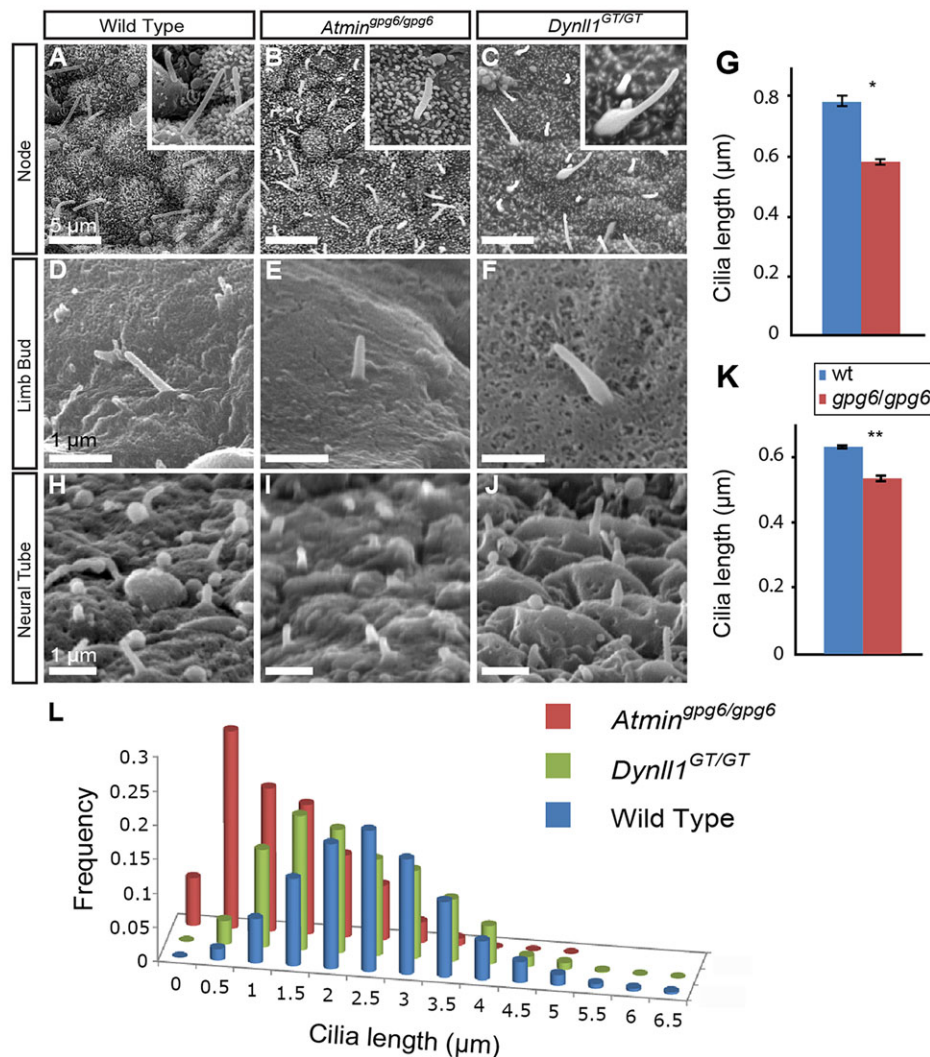 Wild Type
Atmin^gpg6/gpg6
Dynll1^GT/GT
Node
A
5 µm
B
C
G
Cilia length (µm)
0.8
0.6
0.4
0.2
0
*
Limb Bud
D
1 µm
E
F
K
wt
gpg6/gpg6
Cilia length (µm)
0.6
0.4
0.2
0
**
Neural Tube
H
1 µm
I
J
L
Atmin^gpg6/gpg6
Dynll1^GT/GT
Wild Type
Frequency
0.3
0.25
0.2
0.15
0.1
0.05
0
0 0.5 1 1.5 2 2.5 3 3.5 4 4.5 5 5.5 6 6.5
Cilia length (µm)